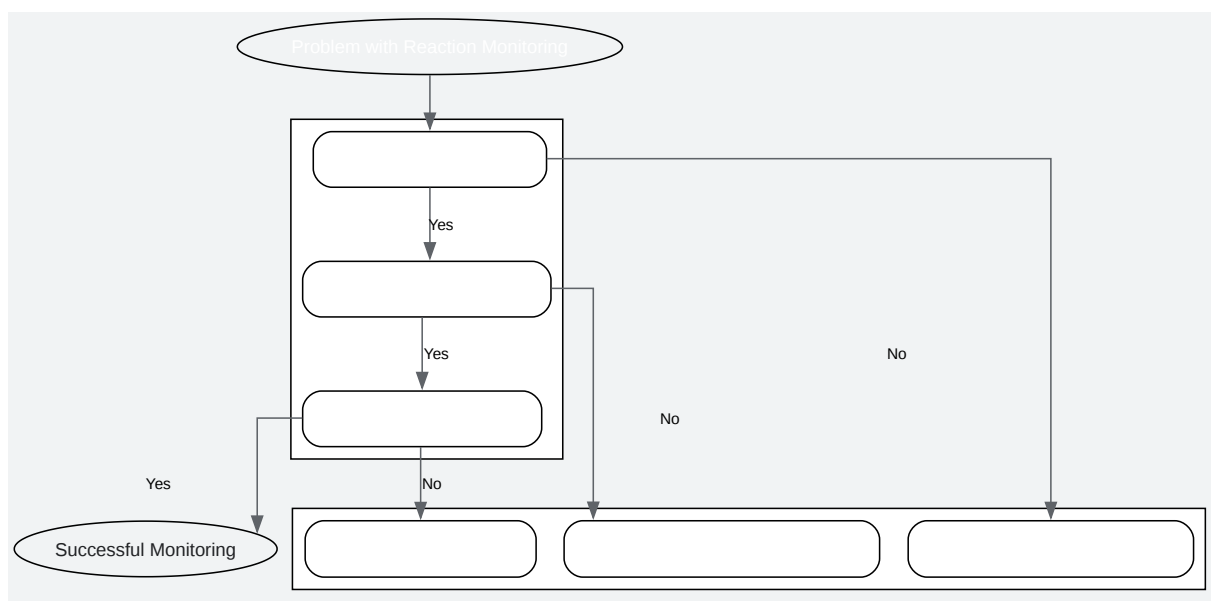 Problem with Reaction Monitoring
Yes
Yes
No
No
Yes
No
Successful Monitoring